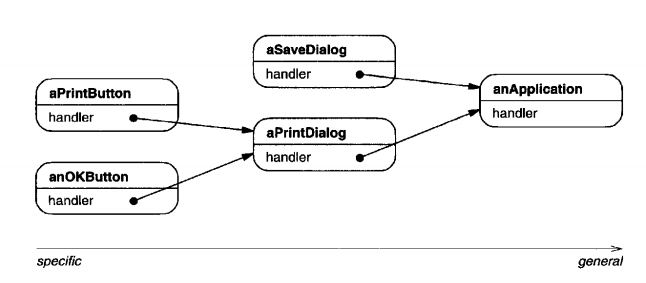 aSaveDialog
handler
aPrintButton
handler
anApplication
handler
aPrintDialog
handler
anOKButton
handler
specific
general